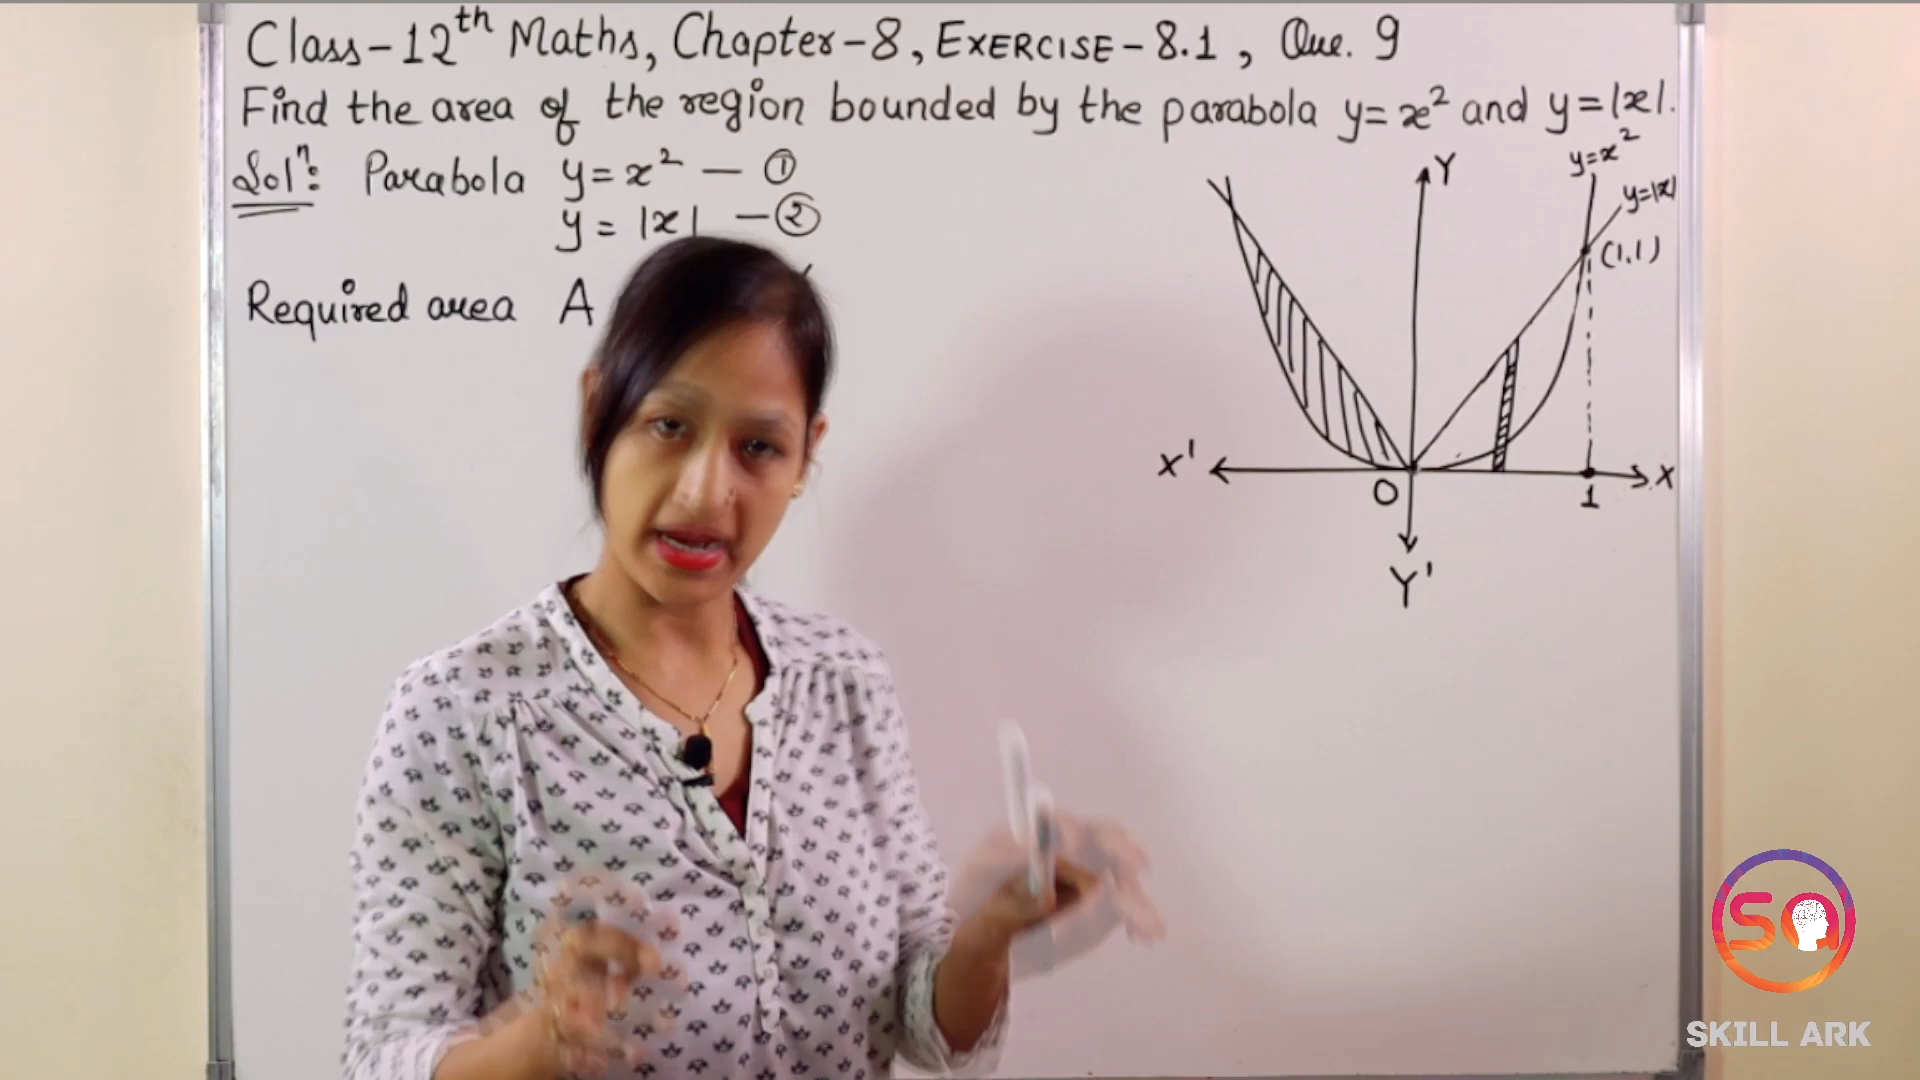 Class-12th Maths, Chapter-8, EXERCISE-8.1, Que. 9
Find the area of the region bounded by the parabola y=x² and y=|x|.
Solⁿ: Parabola y=x² — ①
y = |x| — ②
Required area A
Y
y=x²
y=|x|
(1,1)
X'
O
1
X
Y'
SA
SKILL ARK